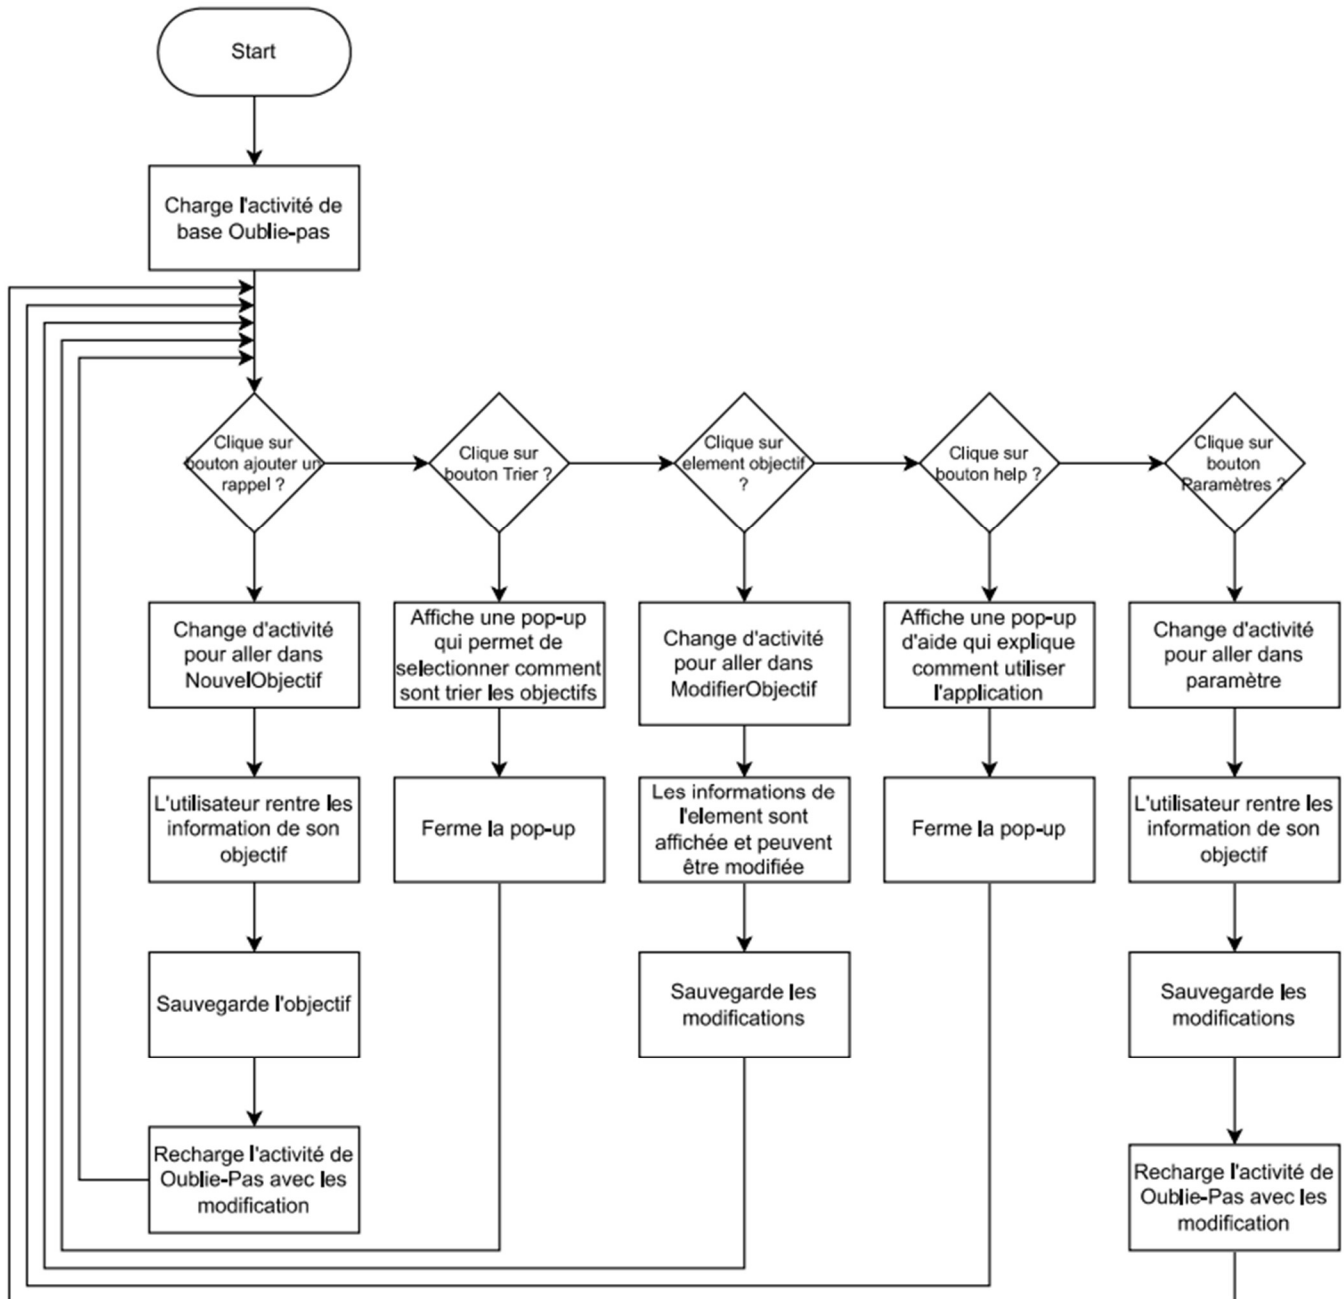 Start
Charge l'activité de
base Oublie-pas
Clique sur
bouton ajouter un
rappel ?
Clique sur
bouton Trier ?
Clique sur
element objectif
?
Clique sur
bouton help ?
Clique sur
bouton
Paramètres ?
Change d'activité
pour aller dans
NouvelObjectif
Affiche une pop-up
qui permet de
selectionner comment
sont trier les objectifs
Change d'activité
pour aller dans
ModifierObjectif
Affiche une pop-up
d'aide qui explique
comment utiliser
l'application
Change d'activité
pour aller dans
paramètre
L'utilisateur rentre les
information de son
objectif
Ferme la pop-up
Les informations de
l'element sont
affichée et peuvent
être modifiée
Ferme la pop-up
L'utilisateur rentre les
information de son
objectif
Sauvegarde l'objectif
Sauvegarde les
modifications
Sauvegarde les
modifications
Recharge l'activité de
Oublie-Pas avec les
modification
Recharge l'activité de
Oublie-Pas avec les
modification